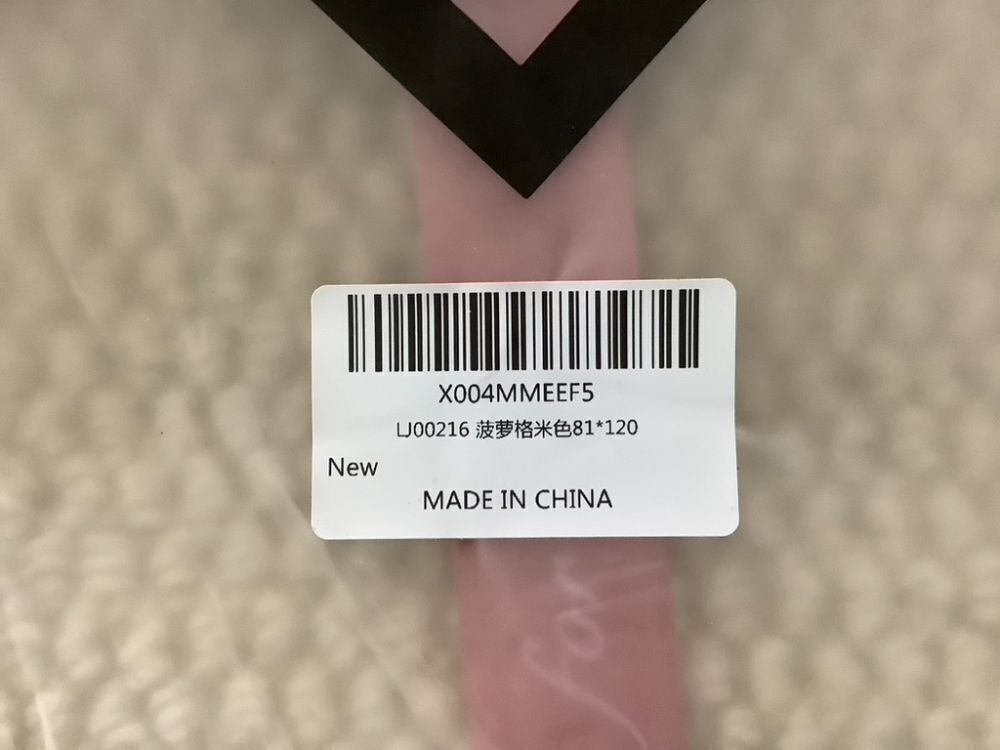 X004MMEEF5
LJ00216 菠萝格米色81*120
New
MADE IN CHINA